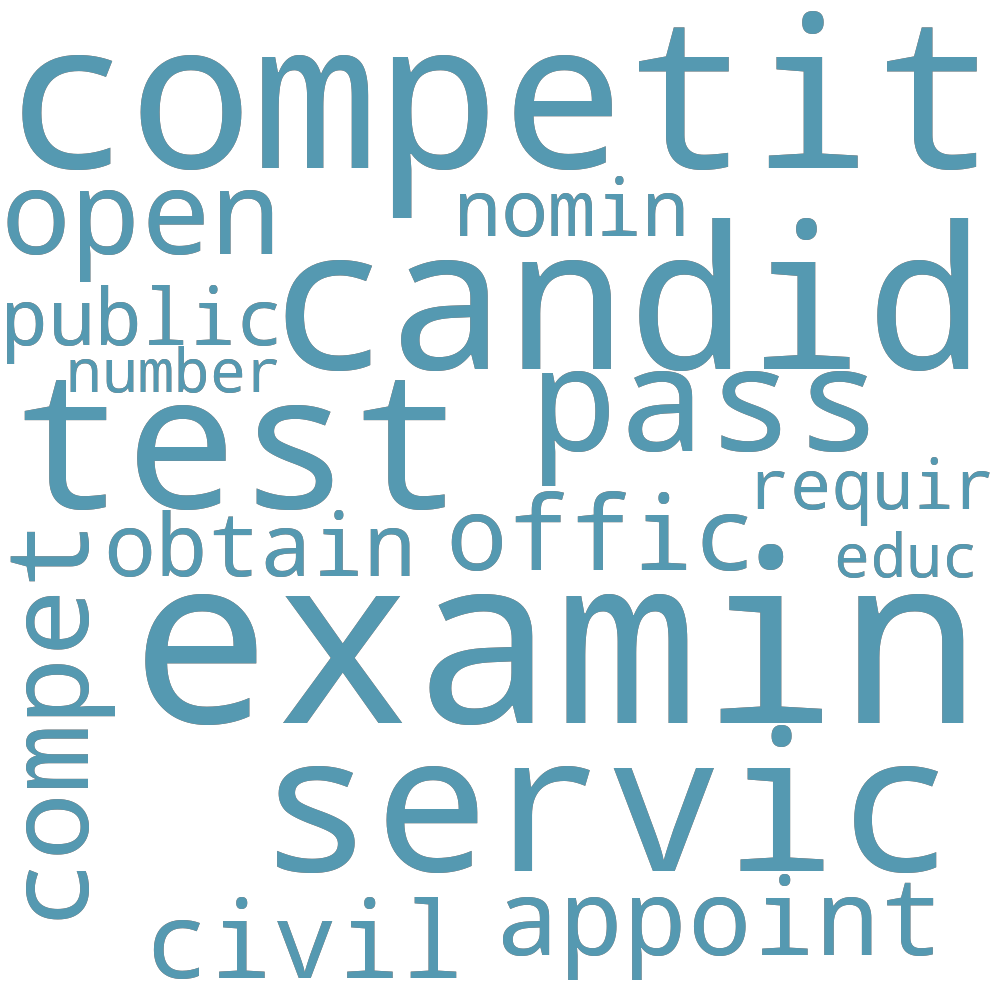 competit
open
nomin
candid
public
number
test
pass
requir
obtain
offic
educ
compet
examin
servic
civil
appoint